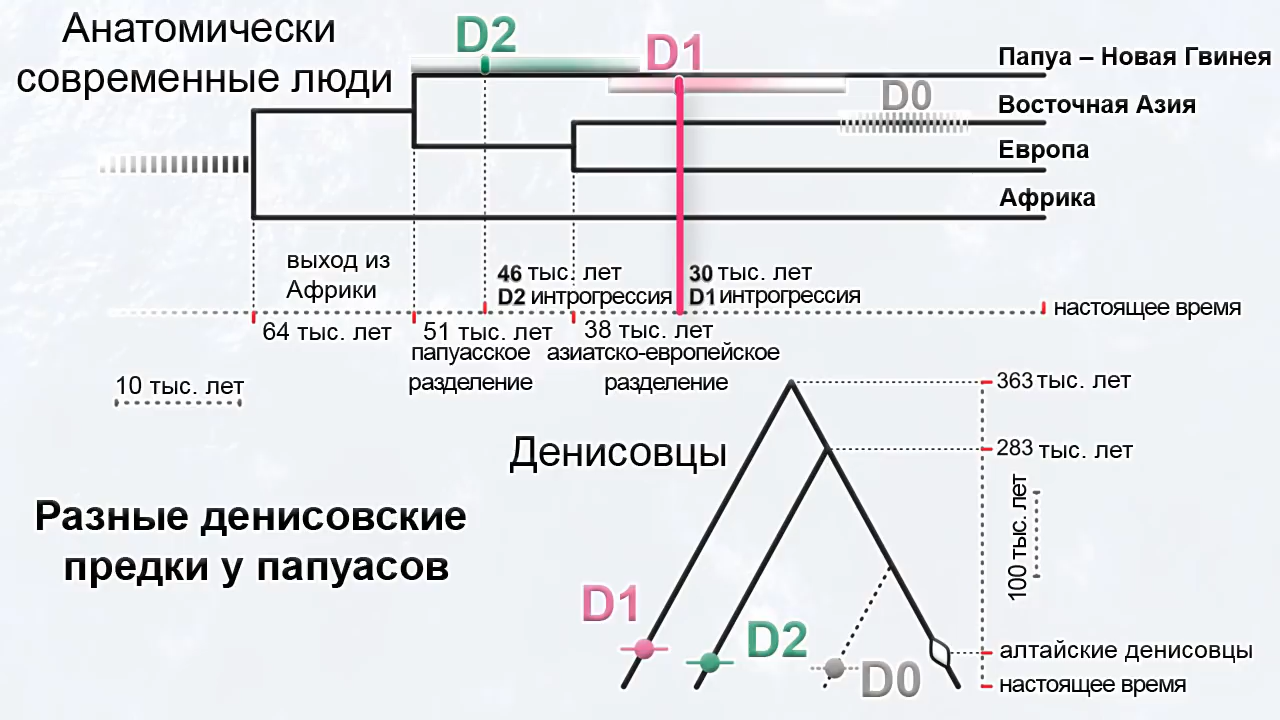 Анатомически
современные люди
D2
D1
D0
Папуа – Новая Гвинея
Восточная Азия
Европа
Африка
выход из
Африки
46 тыс. лет
D2 интрогрессия
30 тыс. лет
D1 интрогрессия
настоящее время
64 тыс. лет
51 тыс. лет
папуасское
разделение
38 тыс. лет
азиатско-европейское
разделение
10 тыс. лет
363 тыс. лет
Денисовцы
283 тыс. лет
100 тыс. лет
Разные денисовские
предки у папуасов
D1
D2
D0
алтайские денисовцы
настоящее время